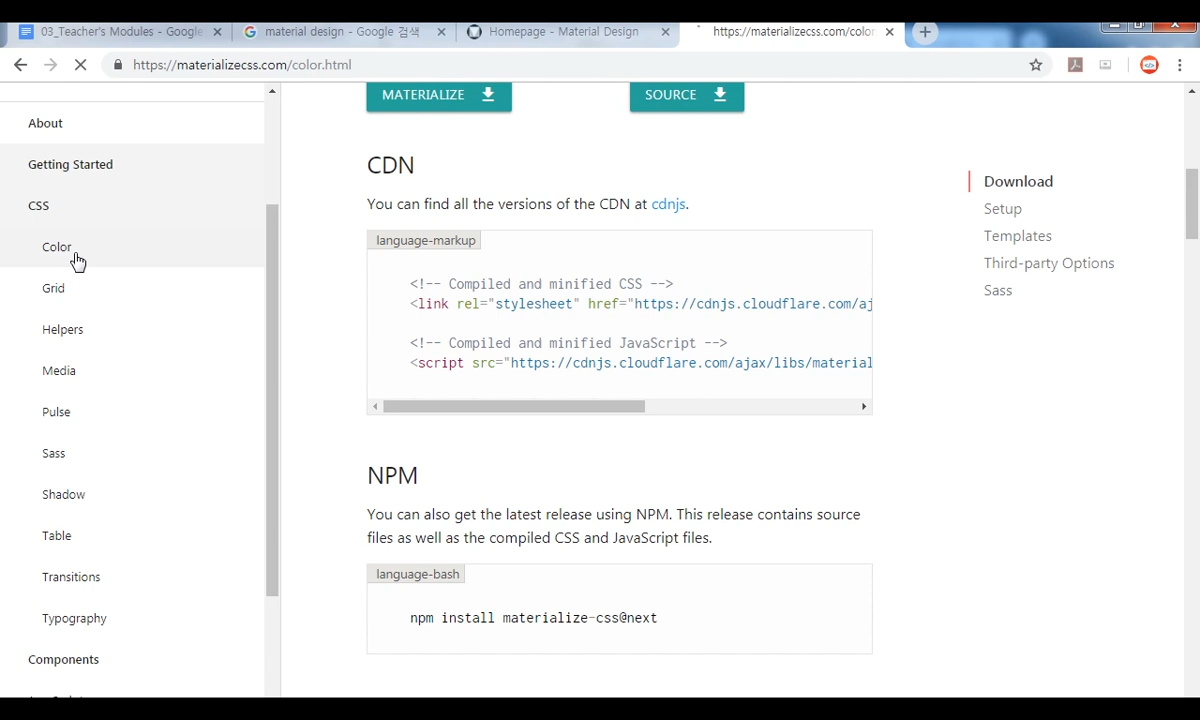 03_Teacher's Modules - Google
material design - Google 검색
Homepage - Material Design
https://materializecss.com/color
https://materializecss.com/color.html
About
Getting Started
CSS
Color
Grid
Helpers
Media
Pulse
Sass
Shadow
Table
Transitions
Typography
Components
MATERIALIZE
SOURCE
CDN
You can find all the versions of the CDN at cdnjs.
language-markup
<!-- Compiled and minified CSS -->
<link rel="stylesheet" href="https://cdnjs.cloudflare.com/aj
<!-- Compiled and minified JavaScript -->
<script src="https://cdnjs.cloudflare.com/ajax/libs/material
NPM
You can also get the latest release using NPM. This release contains source
files as well as the compiled CSS and JavaScript files.
language-bash
npm install materialize-css@next
Download
Setup
Templates
Third-party Options
Sass